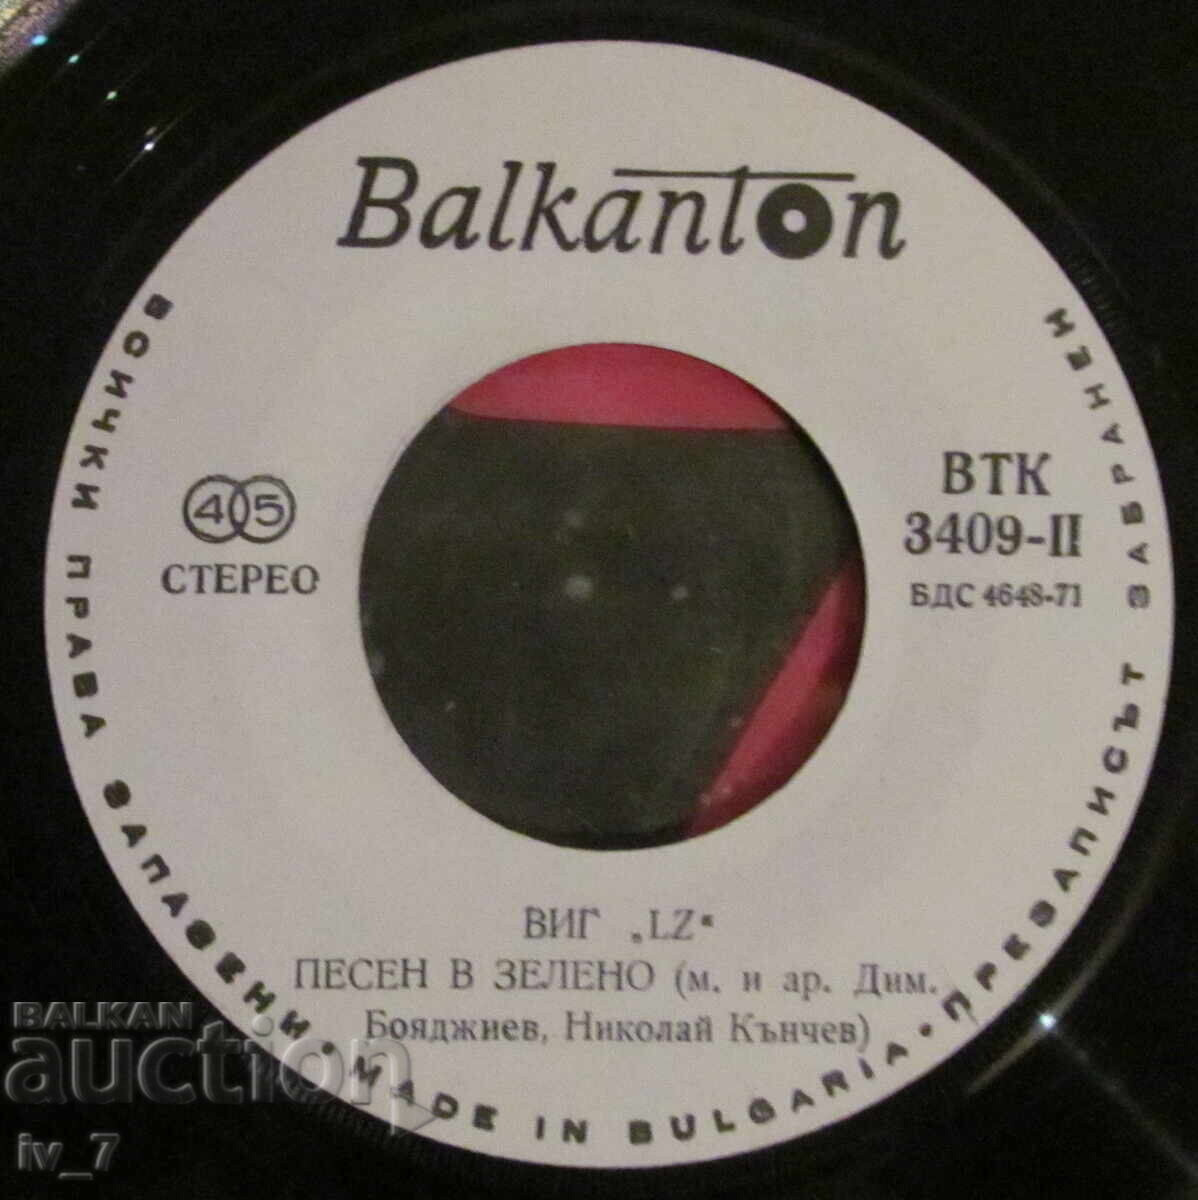 Balkanton
ВСИЧКИ ПРАВА ЗАПАЗЕНИ • MADE IN BULGARIA • ПРЕЗАПИСЪТ ЗАБРАНЕН
45
СТЕРЕО
ВТК
3409-II
БДС 4648-71
ВИГ „LZ“
ПЕСЕН В ЗЕЛЕНО (м. и ар. Дим.
Бояджиев, Николай Кънчев)
BALKAN
auction
iv_7